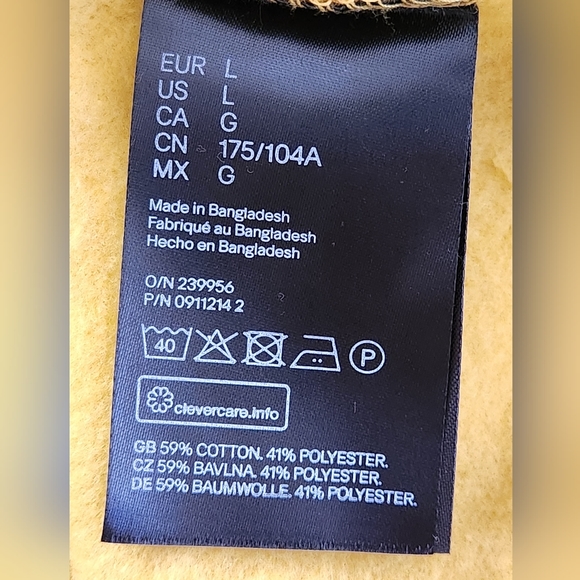 EUR L
US L
CA G
CN 175/104A
MX G
Made in Bangladesh
Fabriqué au Bangladesh
Hecho en Bangladesh
O/N 239956
P/N 0911214 2
40 P
clevercare.info
GB 59% COTTON. 41% POLYESTER.
CZ 59% BAVLNA. 41% POLYESTER.
DE 59% BAUMWOLLE. 41% POLYESTER.